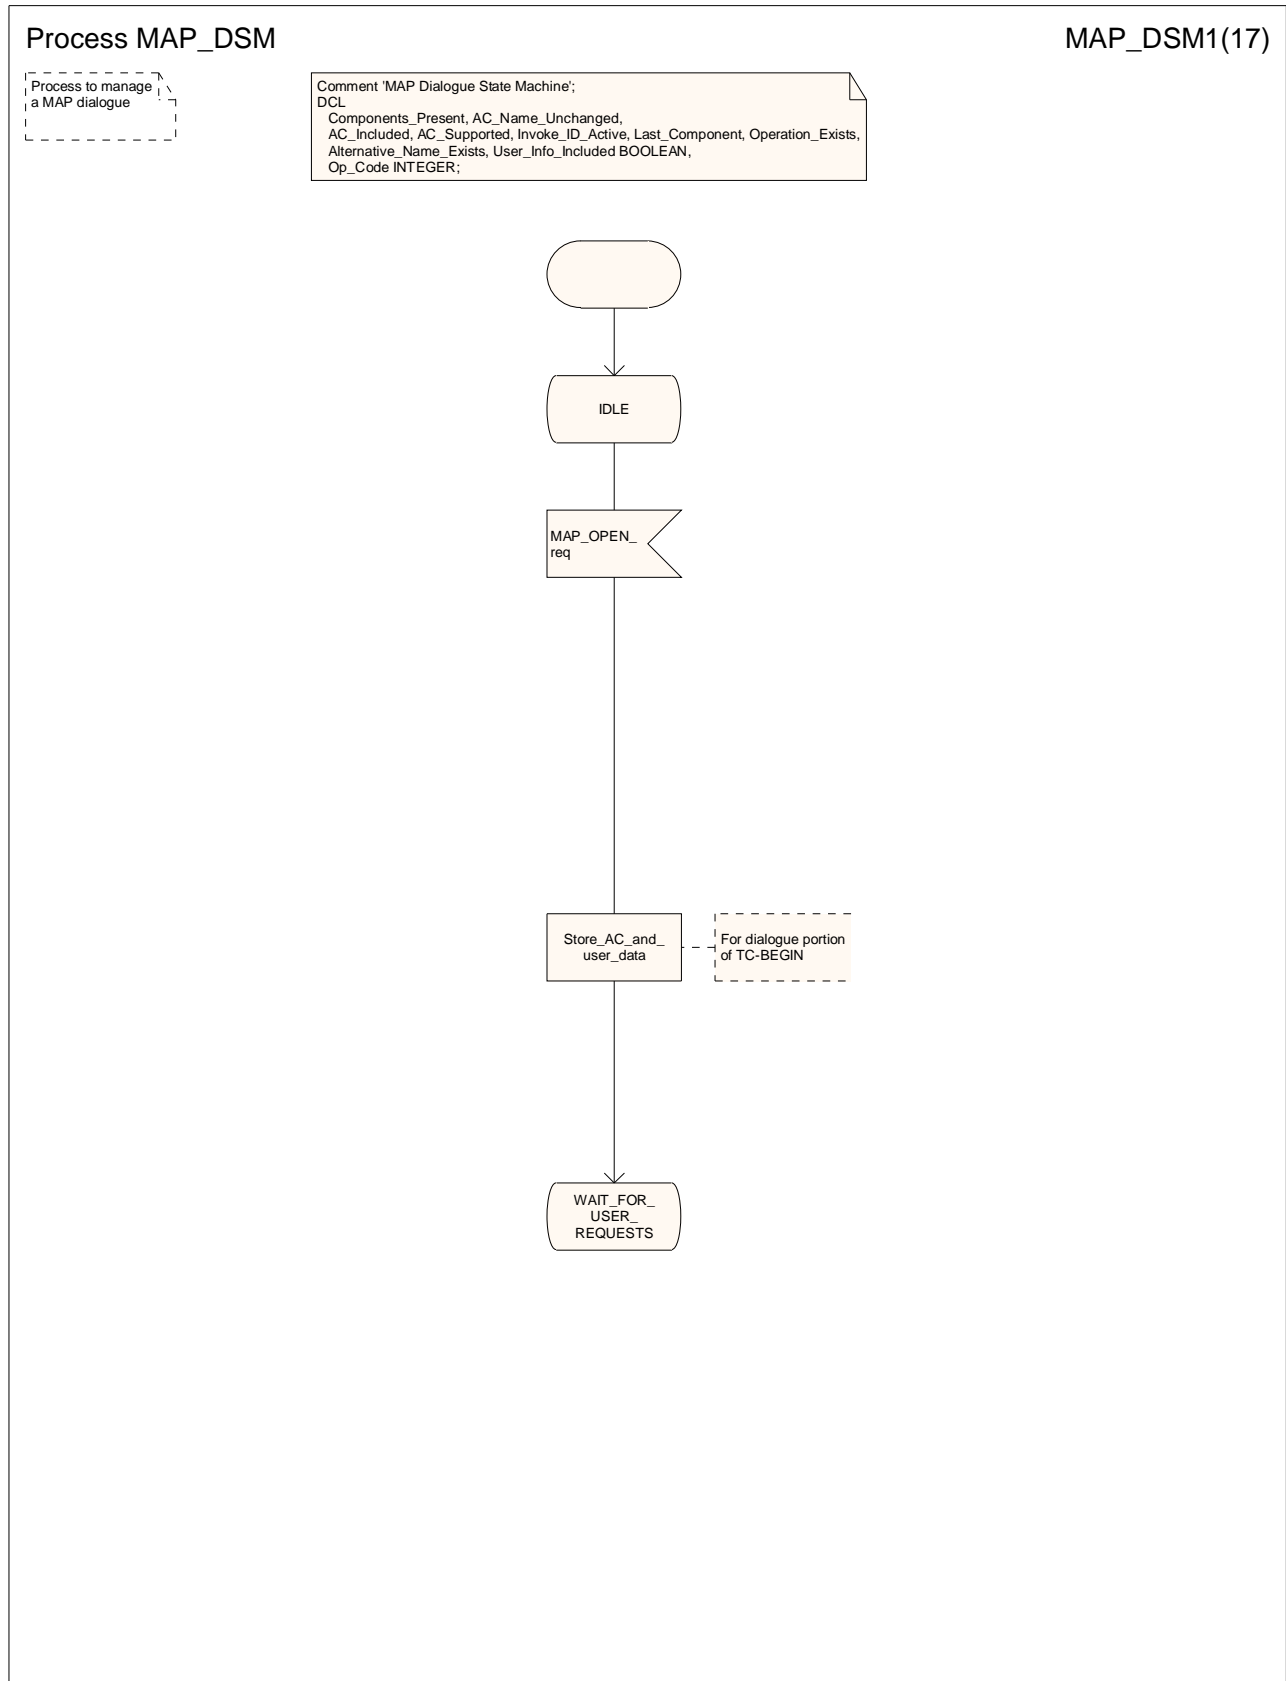 Process MAP_DSM
MAP_DSM1(17)
Process to manage
a MAP dialogue
Comment 'MAP Dialogue State Machine';
DCL
Components_Present, AC_Name_Unchanged,
AC_Included, AC_Supported, Invoke_ID_Active, Last_Component, Operation_Exists,
Alternative_Name_Exists, User_Info_Included BOOLEAN,
Op_Code INTEGER;
IDLE
MAP_OPEN_
req
Store_AC_and_
user_data
For dialogue portion
of TC-BEGIN
WAIT_FOR_
USER_
REQUESTS